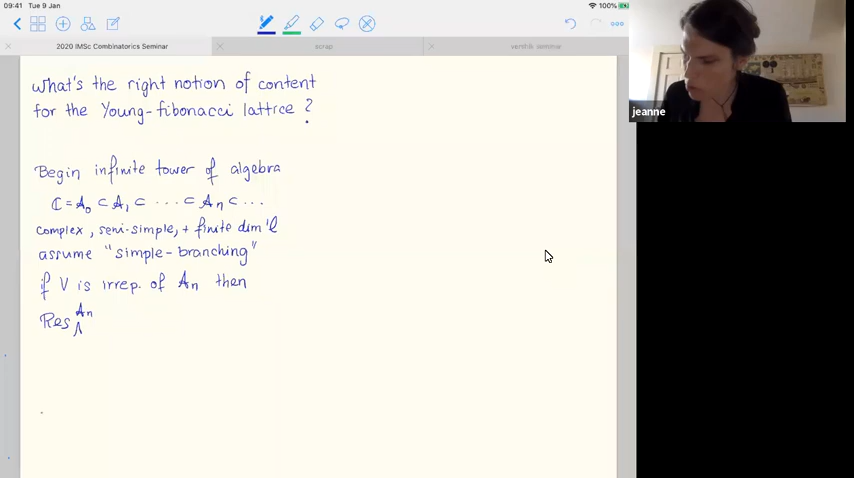 09:41 Tue 9 Jan
100%
2020 IMSc Combinatorics Seminar
scrap
vershik seminar
what's the right notion of content
for the Young-fibonacci lattice ?
Begin infinite tower of algebra
ℂ = A₀ ⊂ A₁ ⊂ ··· ⊂ Aₙ ⊂ ...
complex, semi-simple, + finite dim'l
assume "simple-branching"
if V is irrep. of Aₙ then
Res Aₙ
jeanne